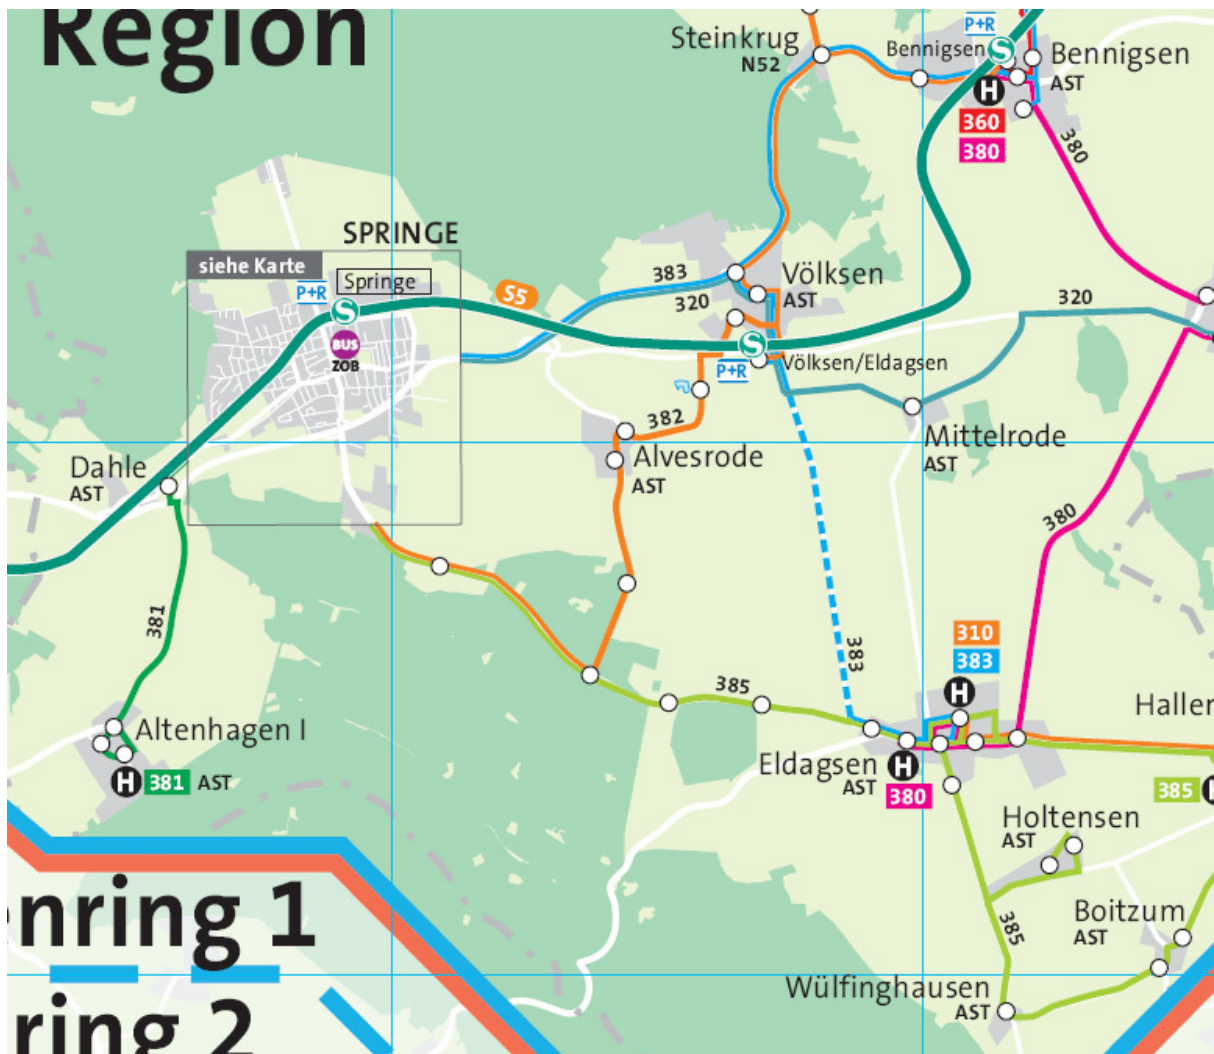 Region
P+R
Steinkrug
N52
Bennigsen
S
Bennigsen
AST
H
360
380
380
SPRINGE
siehe Karte
Springe
P+R
S
BUS
ZOB
S5
383
320
Völksen
AST
320
S
P+R
Völksen/Eldagsen
382
Alvesrode
AST
Mittelrode
AST
Dahle
AST
380
381
310
383
H
383
385
Haller
Altenhagen I
H 381 AST
Eldagsen
AST
H
380
385
H
Holtensen
AST
enring 1
385
Boitzum
AST
Wülfinghausen
AST
ring 2